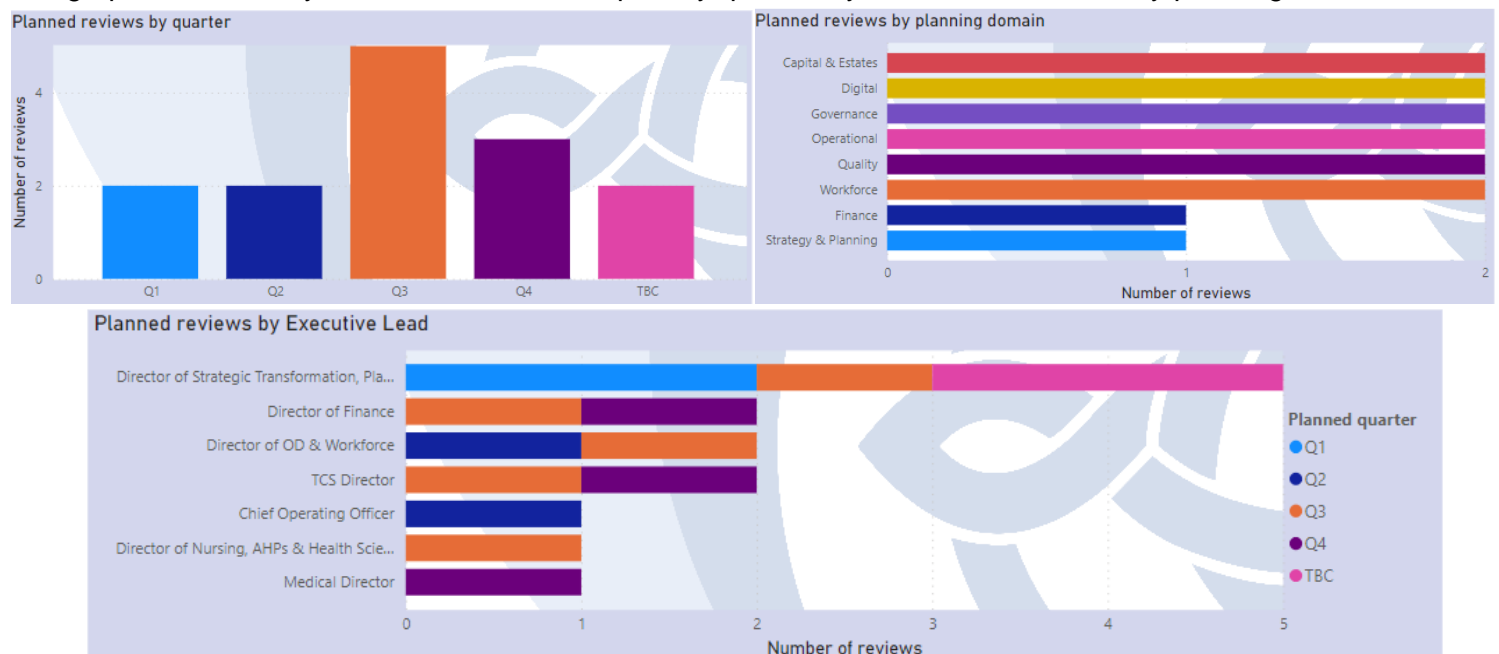 Planned reviews by quarter
Number of reviews
4
2
0
Q1 Q2 Q3 Q4 TBC
Planned reviews by planning domain
Capital & Estates
Digital
Governance
Operational
Quality
Workforce
Finance
Strategy & Planning
0 1 2
Number of reviews
Planned reviews by Executive Lead
Director of Strategic Transformation, Pla...
Director of Finance
Director of OD & Workforce
TCS Director
Chief Operating Officer
Director of Nursing, AHPs & Health Scie...
Medical Director
0 1 2 3 4 5
Number of reviews
Planned quarter
Q1
Q2
Q3
Q4
TBC